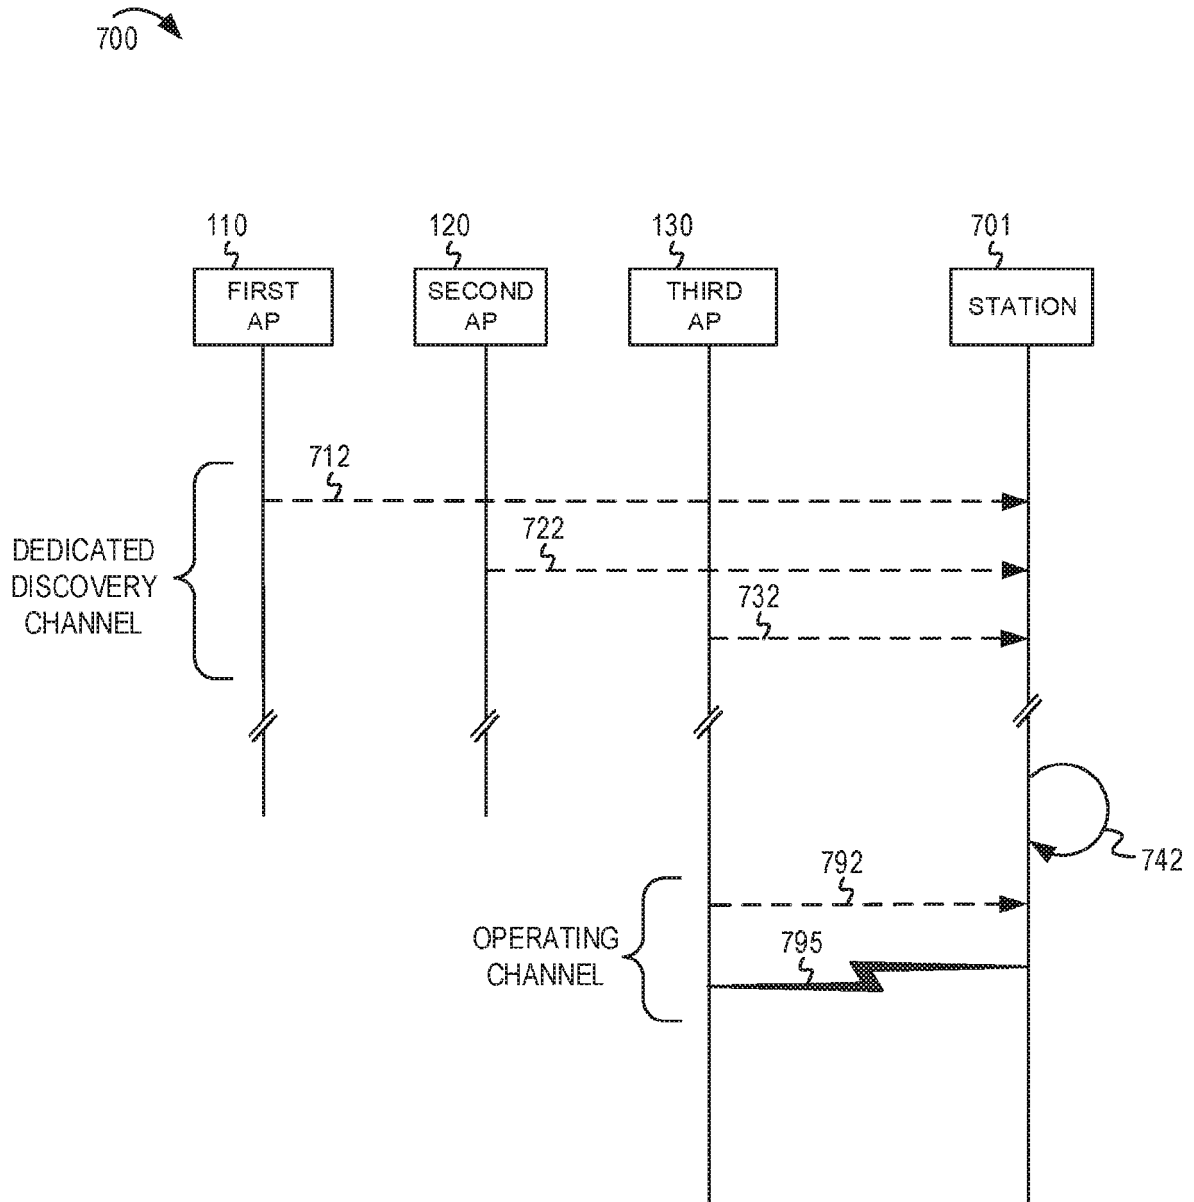 700
110
120
130
701
FIRST
AP
SECOND
AP
THIRD
AP
STATION
712
722
732
DEDICATED
DISCOVERY
CHANNEL
742
792
795
OPERATING
CHANNEL